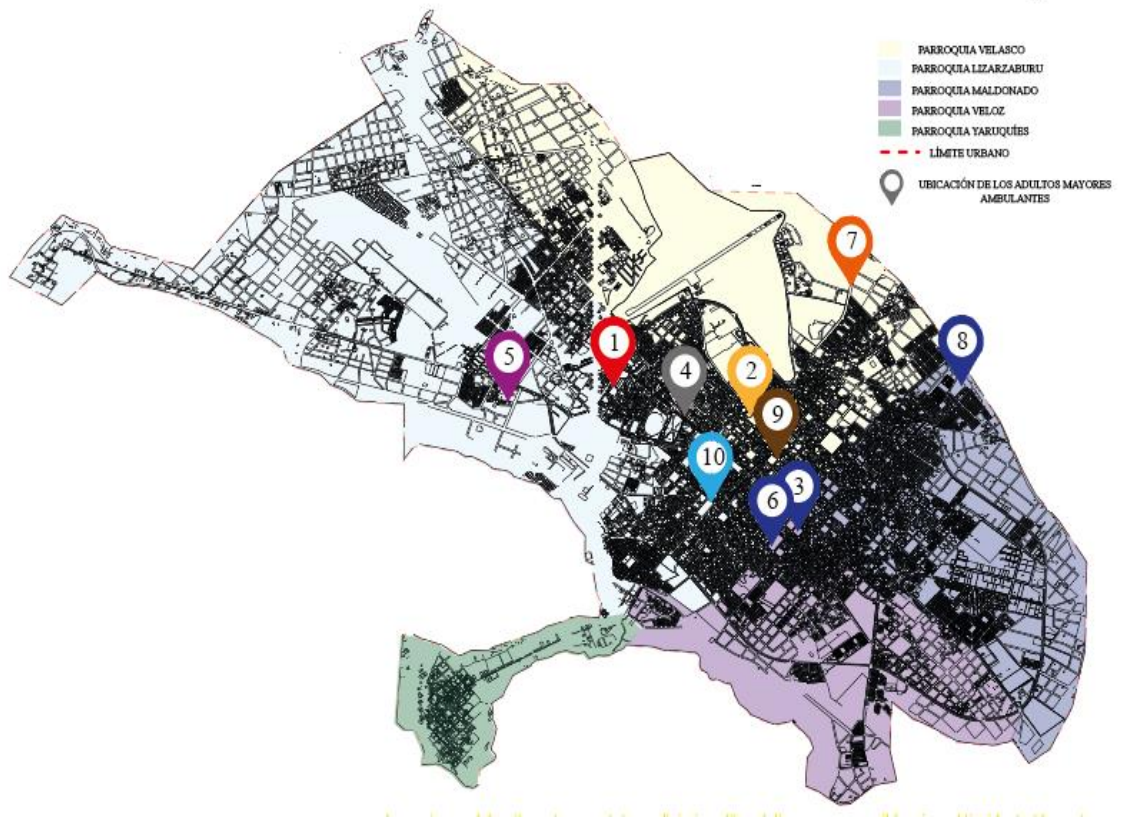 PARROQUIA VELASCO
PARROQUIA LIZARZABURU
PARROQUIA MALDONADO
PARROQUIA VELOZ
PARROQUIA YARUQUÍES
LÍMITE URBANO
UBICACIÓN DE LOS ADULTOS MAYORES
AMBULANTES
7
1
8
5
4
2
9
10
3
6